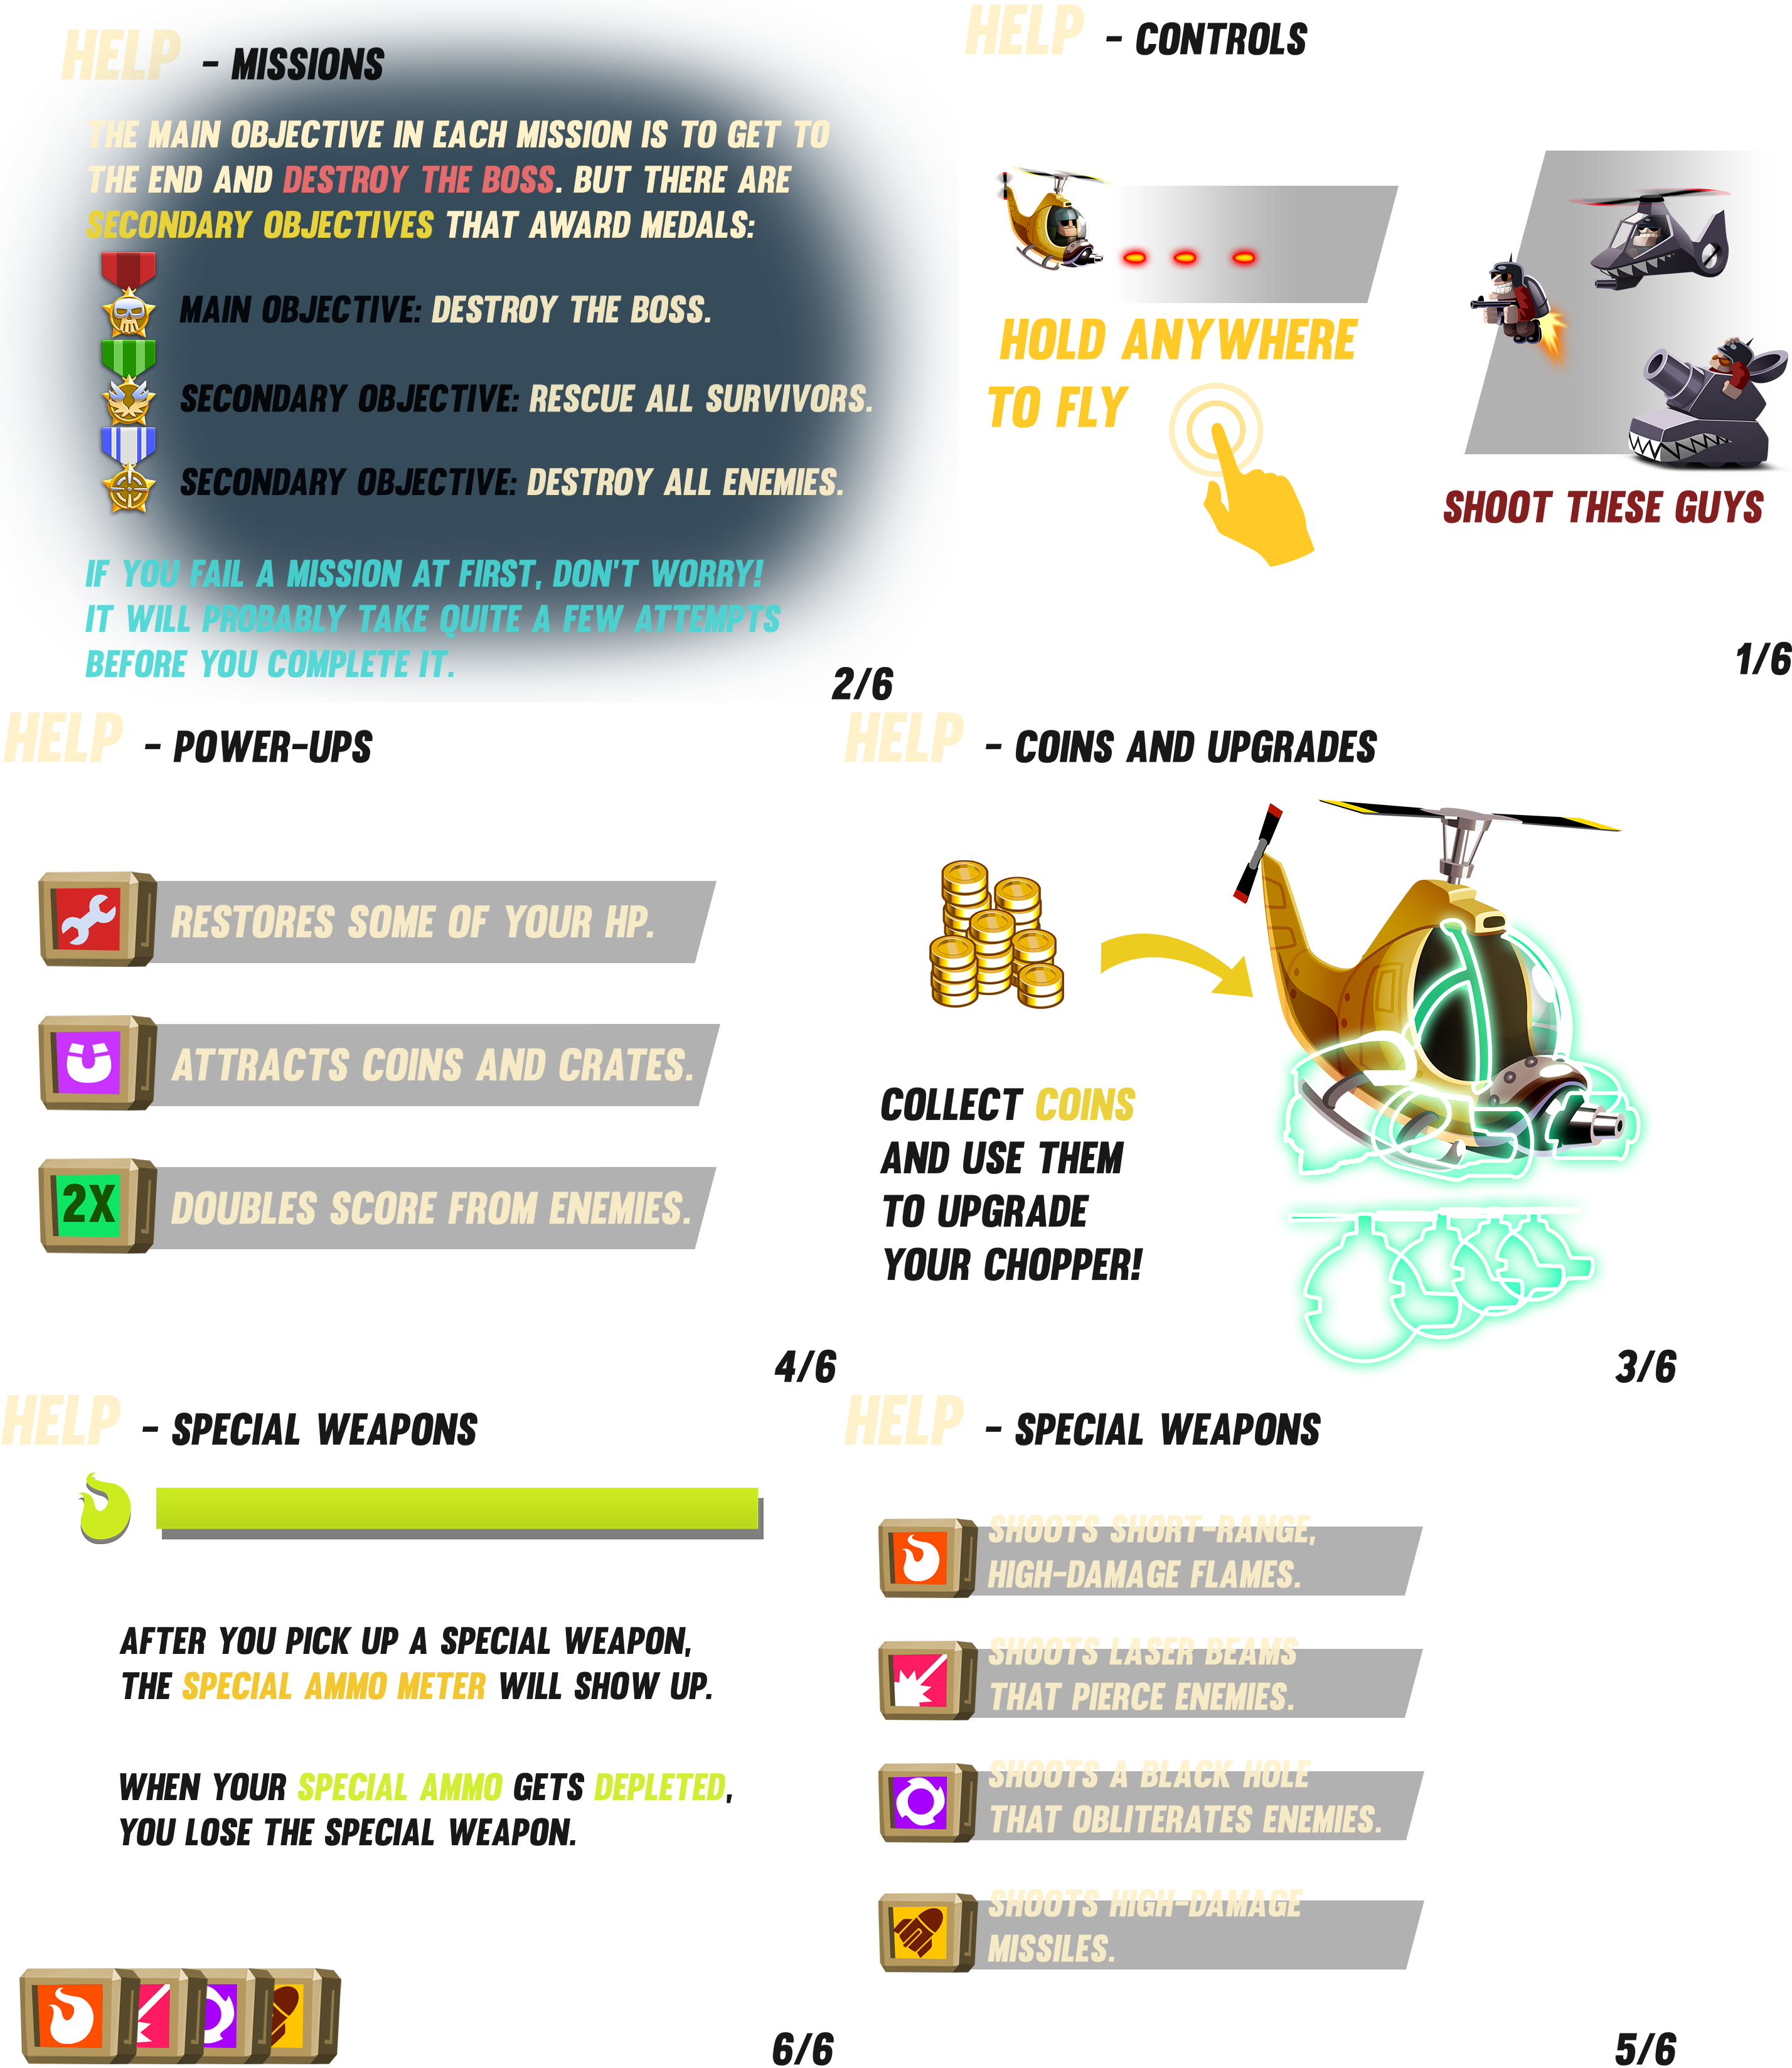 HELP - MISSIONS
THE MAIN OBJECTIVE IN EACH MISSION IS TO GET TO
THE END AND DESTROY THE BOSS. BUT THERE ARE
SECONDARY OBJECTIVES THAT AWARD MEDALS:
MAIN OBJECTIVE: DESTROY THE BOSS.
SECONDARY OBJECTIVE: RESCUE ALL SURVIVORS.
SECONDARY OBJECTIVE: DESTROY ALL ENEMIES.
IF YOU FAIL A MISSION AT FIRST, DON'T WORRY!
IT WILL PROBABLY TAKE QUITE A FEW ATTEMPTS
BEFORE YOU COMPLETE IT.
2/6
HELP - CONTROLS
HOLD ANYWHERE
TO FLY
SHOOT THESE GUYS
1/6
HELP - POWER-UPS
RESTORES SOME OF YOUR HP.
ATTRACTS COINS AND CRATES.
2X DOUBLES SCORE FROM ENEMIES.
4/6
HELP - COINS AND UPGRADES
COLLECT COINS
AND USE THEM
TO UPGRADE
YOUR CHOPPER!
3/6
HELP - SPECIAL WEAPONS
AFTER YOU PICK UP A SPECIAL WEAPON,
THE SPECIAL AMMO METER WILL SHOW UP.
WHEN YOUR SPECIAL AMMO GETS DEPLETED,
YOU LOSE THE SPECIAL WEAPON.
6/6
HELP - SPECIAL WEAPONS
SHOOTS SHORT-RANGE,
HIGH-DAMAGE FLAMES.
SHOOTS LASER BEAMS
THAT PIERCE ENEMIES.
SHOOTS A BLACK HOLE
THAT OBLITERATES ENEMIES.
SHOOTS HIGH-DAMAGE
MISSILES.
5/6